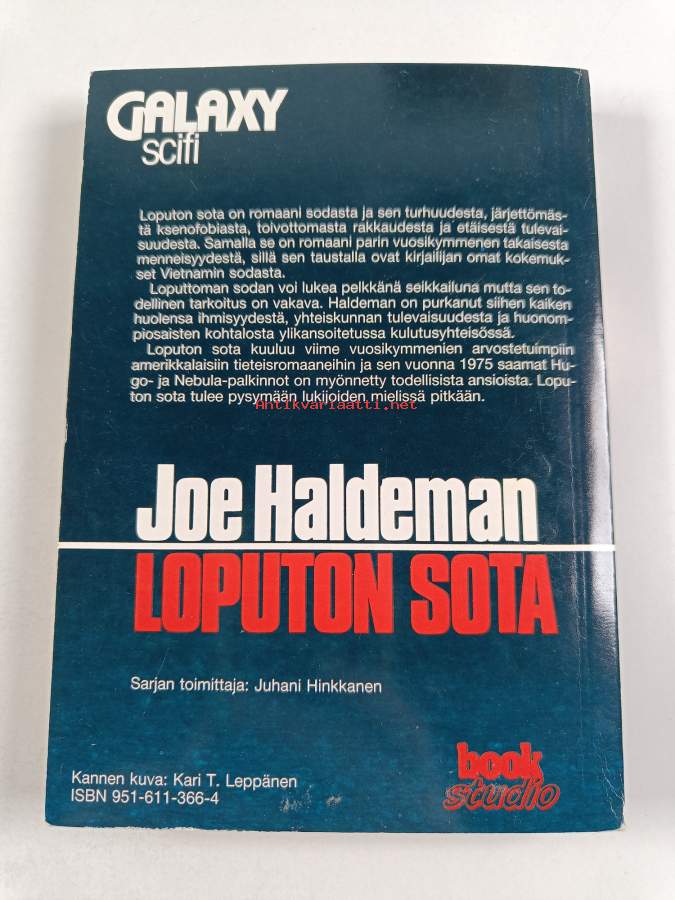 GALAXY
scifi
Loputon sota on romaani sodasta ja sen turhuudesta, järjettömäs-
tä ksenofobiasta, toivottomasta rakkaudesta ja etäisestä tulevai-
suudesta. Samalla se on romaani parin vuosikymmenen takaisesta
menneisyydestä, sillä sen taustalla ovat kirjailijan omat kokemuk-
set Vietnamin sodasta.
Loputtoman sodan voi lukea pelkkänä seikkailuna mutta sen to-
dellinen tarkoitus on vakava. Haldeman on purkanut siihen kaiken
huolensa ihmisyydestä, yhteiskunnan tulevaisuudesta ja huonom-
piosaisten kohtalosta ylikansoitetussa kulutusyhteisössä.
Loputon sota kuuluu viime vuosikymmenien arvostetuimpiin
amerikkalaisiin tieteisromaaneihin ja sen vuonna 1975 saamat Hu-
go- ja Nebula-palkinnot on myönnetty todellisista ansioista. Lopu-
ton sota tulee pysymään lukijoiden mielissä pitkään.
Antikvariaatti.net
Joe Haldeman
LOPUTON SOTA
Sarjan toimittaja: Juhani Hinkkanen
book
studio
Kannen kuva: Kari T. Leppänen
ISBN 951-611-366-4